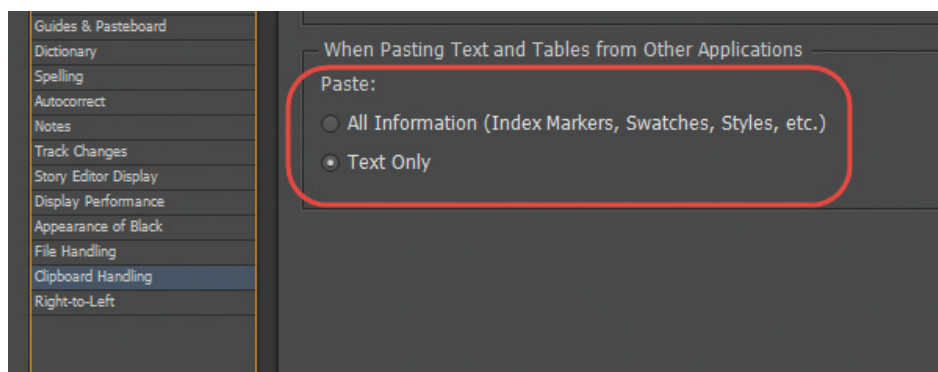 Guides & Pasteboard
Dictionary
Spelling
Autocorrect
Notes
Track Changes
Story Editor Display
Display Performance
Appearance of Black
File Handling
Clipboard Handling
Right-to-Left
When Pasting Text and Tables from Other Applications
Paste:
All Information (Index Markers, Swatches, Styles, etc.)
Text Only